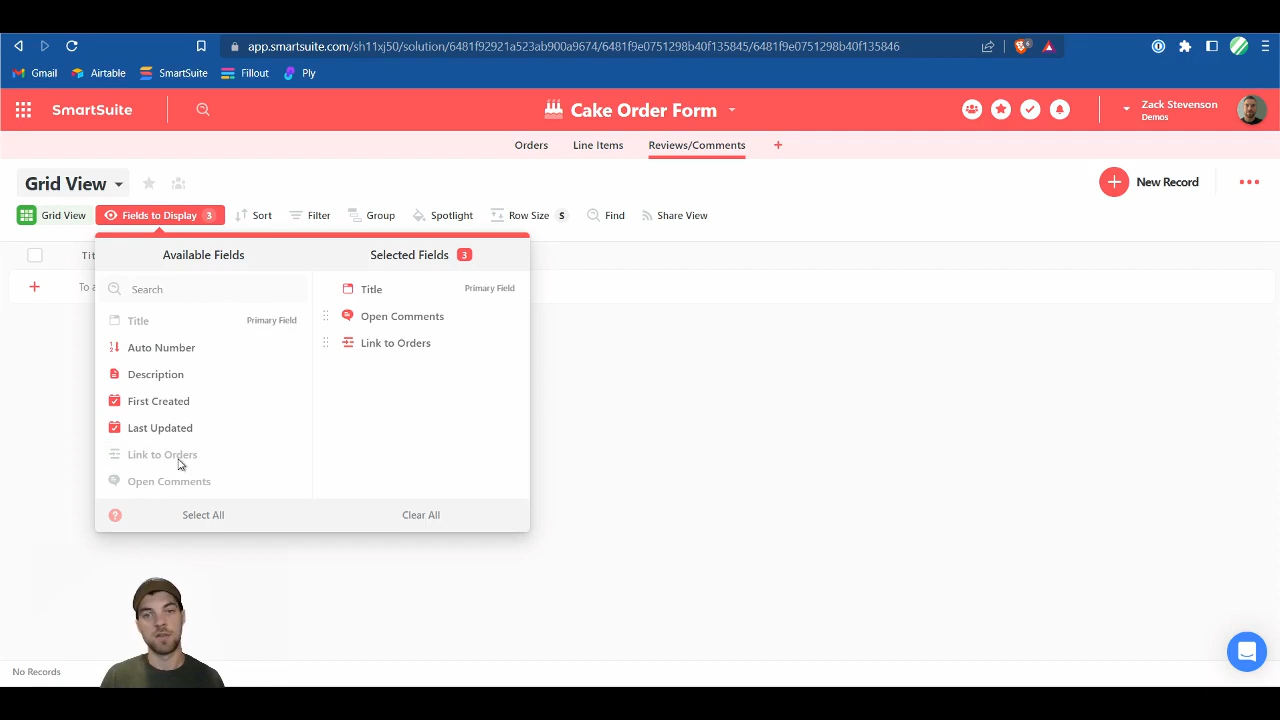 app.smartsuite.com/sh11xj50/solution/6481f92921a523ab900a9674/6481f9e0751298b40f135845/6481f9e0751298b40f135846
6
Gmail Airtable SmartSuite Fillout Ply
SmartSuite Cake Order Form Zack Stevenson
Demos
Orders Line Items Reviews/Comments +
Grid View New Record
Grid View Fields to Display 3 Sort Filter Group Spotlight Row Size S Find Share View
Available Fields Selected Fields 3
Tit
To a
Search
Title Primary Field
Auto Number
Description
First Created
Last Updated
Link to Orders
Open Comments
Title Primary Field
Open Comments
Link to Orders
? Select All Clear All
No Records